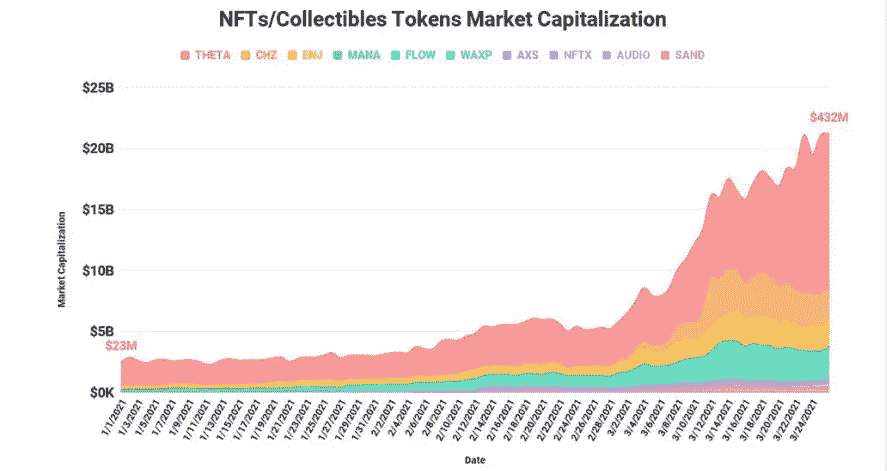 NFTs/Collectibles Tokens Market Capitalization
THETA CHZ ENJ MANA FLOW WAXP AXS NFTX AUDIO SAND
$25B
$432M
$20B
$15B
Market Capitalization
$10B
$5B
$23M
$0K
1/1/2021 1/3/2021 1/5/2021 1/7/2021 1/9/2021 1/11/2021 1/13/2021 1/15/2021 1/17/2021 1/19/2021 1/21/2021 1/23/2021 1/25/2021 1/27/2021 1/29/2021 1/31/2021 2/2/2021 2/4/2021 2/6/2021 2/8/2021 2/10/2021 2/12/2021 2/14/2021 2/16/2021 2/18/2021 2/20/2021 2/22/2021 2/24/2021 2/26/2021 2/28/2021 3/2/2021 3/4/2021 3/6/2021 3/8/2021 3/10/2021 3/12/2021 3/14/2021 3/16/2021 3/18/2021 3/20/2021 3/22/2021 3/24/2021
Date